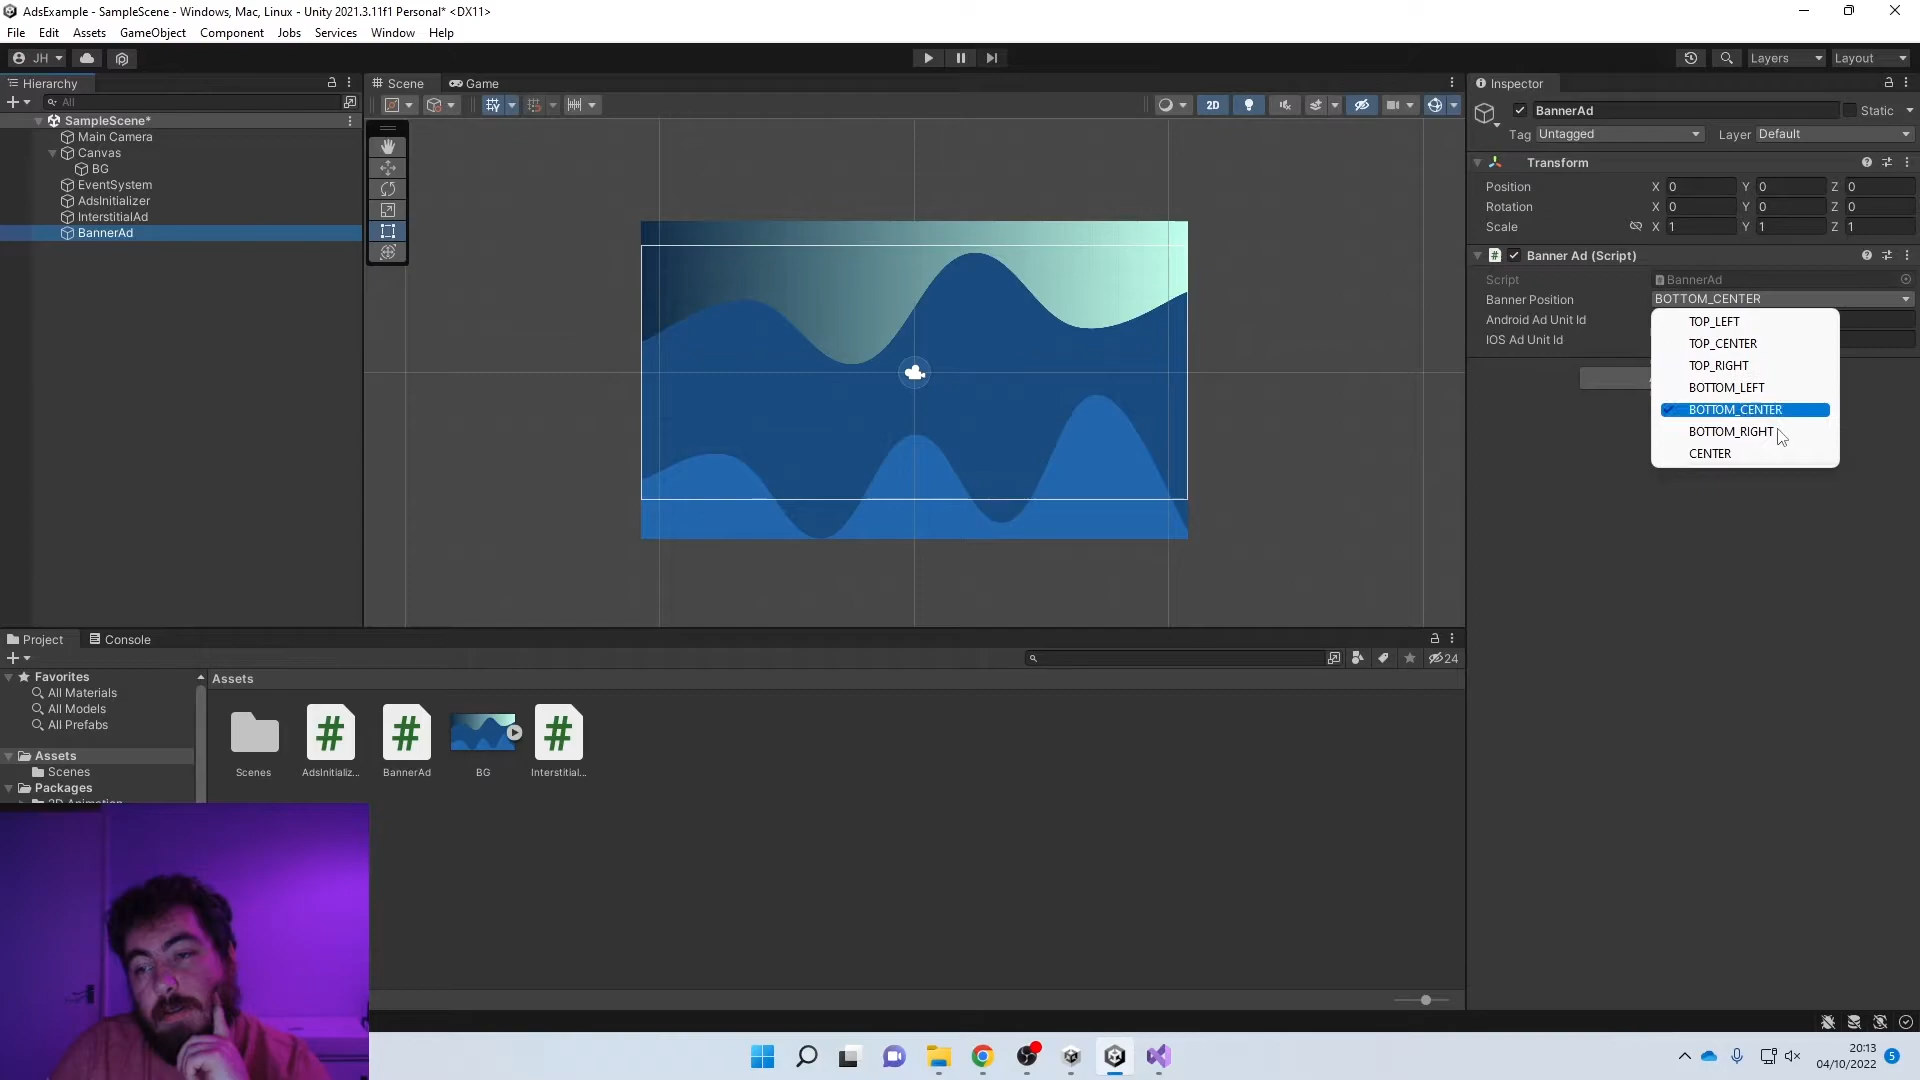 AdsExample - SampleScene - Windows, Mac, Linux - Unity 2021.3.11f1 Personal* <DX11>
File Edit Assets GameObject Component Jobs Services Window Help
JH Layers Layout
Hierarchy
All
SampleScene*
Main Camera
Canvas
BG
EventSystem
AdsInitializer
InterstitialAd
BannerAd
Scene Game
2D
Inspector
BannerAd Static
Tag Untagged Layer Default
Transform
Position X 0 Y 0 Z 0
Rotation X 0 Y 0 Z 0
Scale X 1 Y 1 Z 1
# Banner Ad (Script)
Script BannerAd
Banner Position BOTTOM_CENTER
Android Ad Unit Id
IOS Ad Unit Id
TOP_LEFT
TOP_CENTER
TOP_RIGHT
BOTTOM_LEFT
BOTTOM_CENTER
BOTTOM_RIGHT
CENTER
Project Console
24
Favorites
All Materials
All Models
All Prefabs
Assets
Scenes
Packages
Assets
# # #
Scenes AdsInitializ... BannerAd BG Interstitial...
20:13
04/10/2022 5